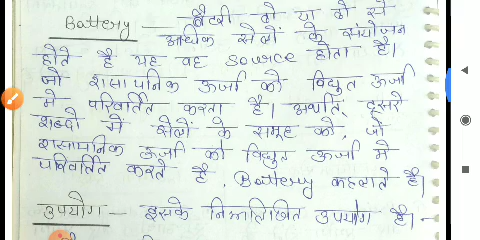 Battery — बैटरी दो या दो से
अधिक सेलों के संयोजन
होते है यह वह source होता है।
जो रासायनिक ऊर्जा को विद्युत ऊर्जा
मे परिवर्तित करता है। अर्थात, दूसरे
शब्दो में सेलों के समूह को, जो
रासायनिक ऊर्जा को विद्युत ऊर्जा मे
परिवर्तित करते है, Battery कहलाते है।
उपयोग — इसके निम्नलिखित उपयोग है। —